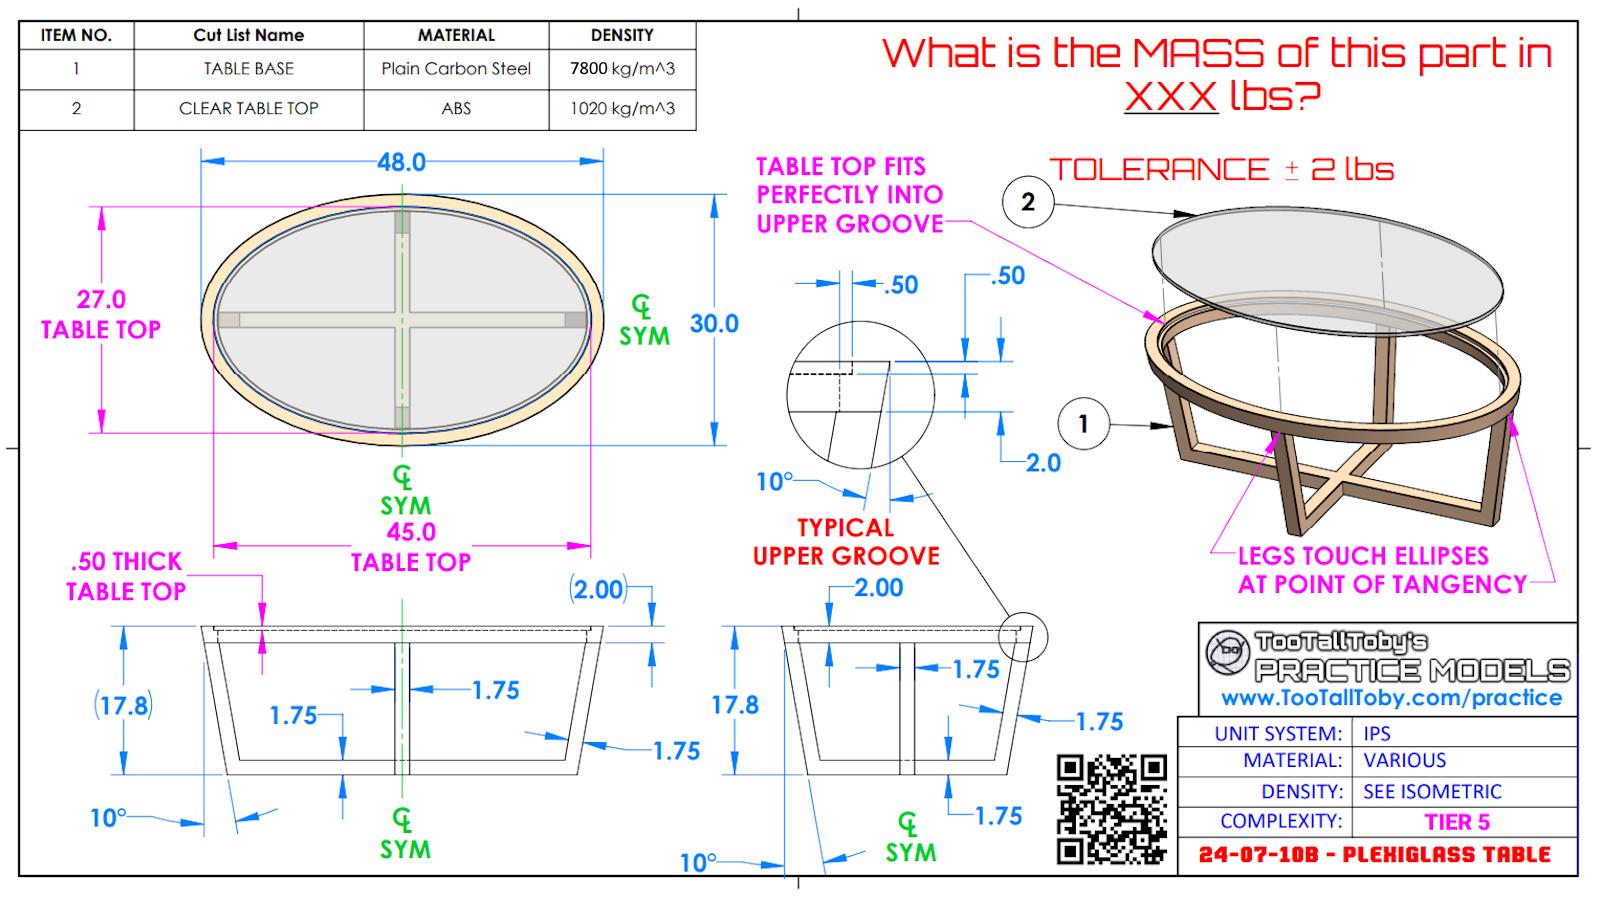 ITEM NO. Cut List Name MATERIAL DENSITY
1 TABLE BASE Plain Carbon Steel 7800 kg/m^3
2 CLEAR TABLE TOP ABS 1020 kg/m^3
What is the MASS of this part in
XXX lbs?
TOLERANCE ± 2 lbs
48.0
27.0
TABLE TOP
30.0
℄
SYM
℄
SYM
45.0
TABLE TOP
TABLE TOP FITS
PERFECTLY INTO
UPPER GROOVE
.50
.50
2.0
10°
TYPICAL
UPPER GROOVE
2
1
LEGS TOUCH ELLIPSES
AT POINT OF TANGENCY
.50 THICK
TABLE TOP
(2.00)
(17.8)
1.75
1.75
1.75
10°
℄
SYM
2.00
17.8
1.75
1.75
1.75
10°
℄
SYM
TooTallToby's
PRACTICE MODELS
www.TooTallToby.com/practice
UNIT SYSTEM: IPS
MATERIAL: VARIOUS
DENSITY: SEE ISOMETRIC
COMPLEXITY: TIER 5
24-07-10B - PLEXIGLASS TABLE